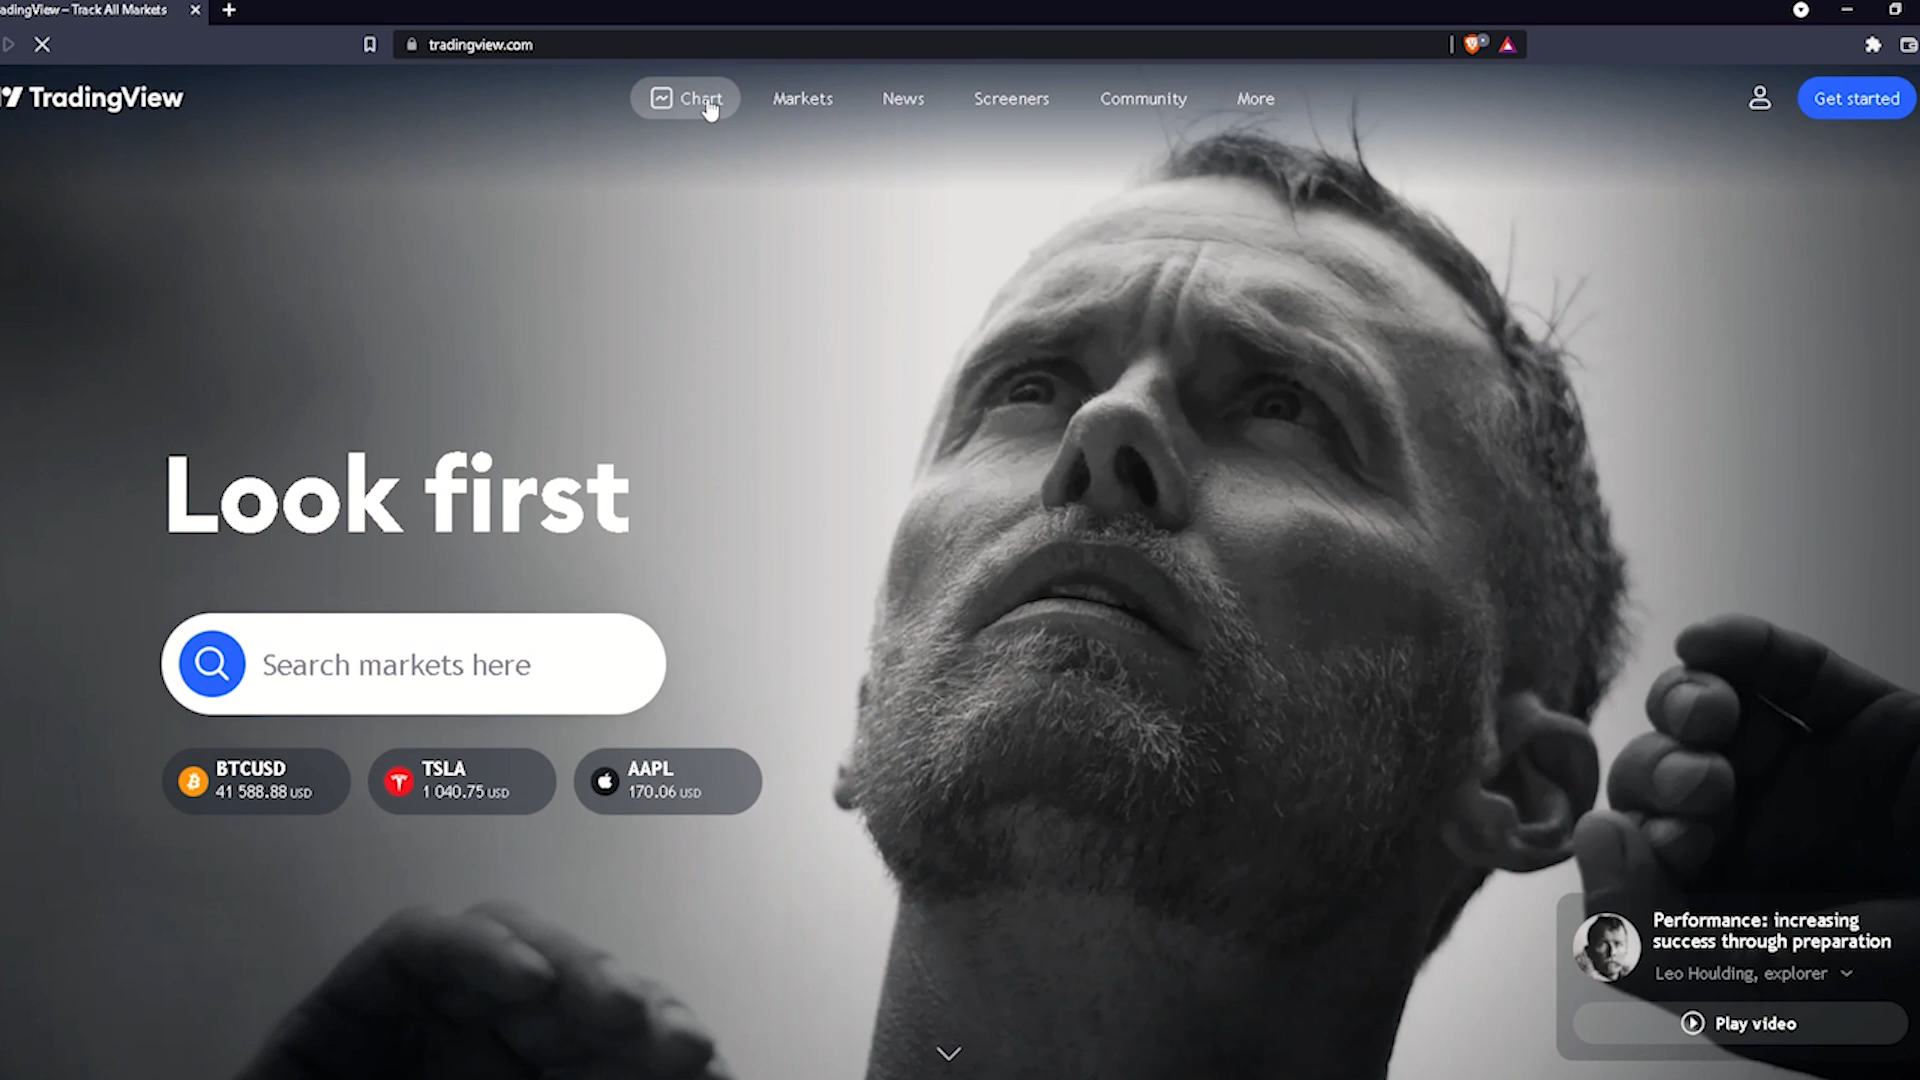 adingView – Track All Markets
tradingview.com
TradingView
Chart
Markets
News
Screeners
Community
More
Get started
Look first
Search markets here
BTCUSD
41 588.88 USD
TSLA
1 040.75 USD
AAPL
170.06 USD
Performance: increasing
success through preparation
Leo Houlding, explorer
Play video